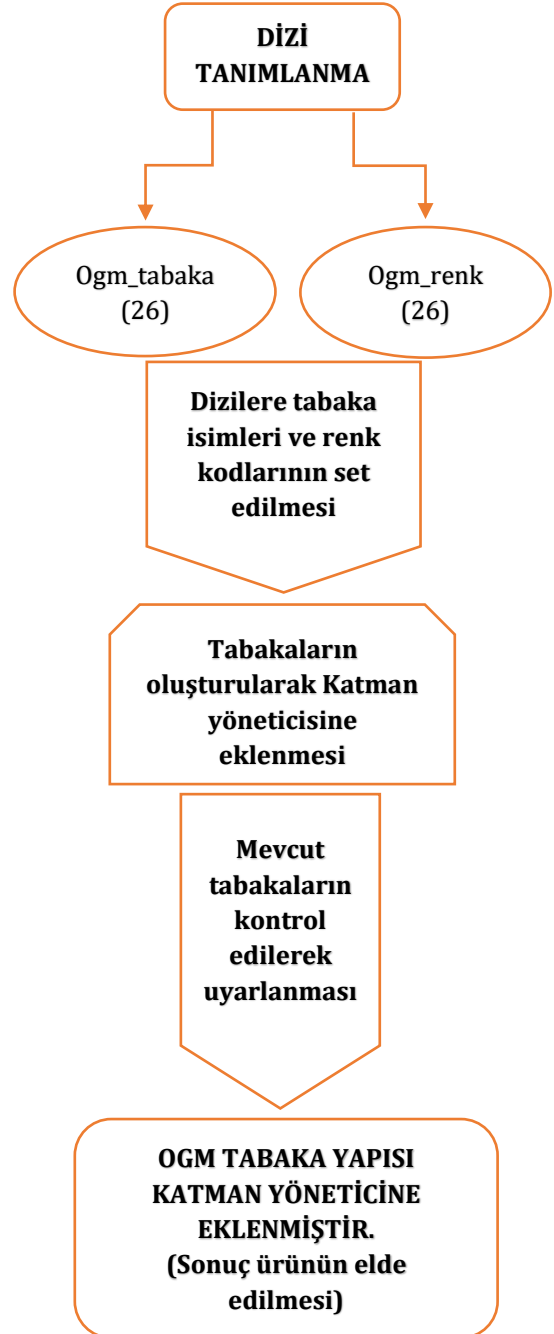 DİZİ
TANIMLANMA
Ogm_tabaka
(26)
Ogm_renk
(26)
Dizilere tabaka
isimleri ve renk
kodlarının set
edilmesi
Tabakaların
oluşturularak Katman
yöneticisine
eklenmesi
Mevcut
tabakaların
kontrol
edilerek
uyarlanması
OGM TABAKA YAPISI
KATMAN YÖNETİCİNE
EKLENMİŞTİR.
(Sonuç ürünün elde
edilmesi)